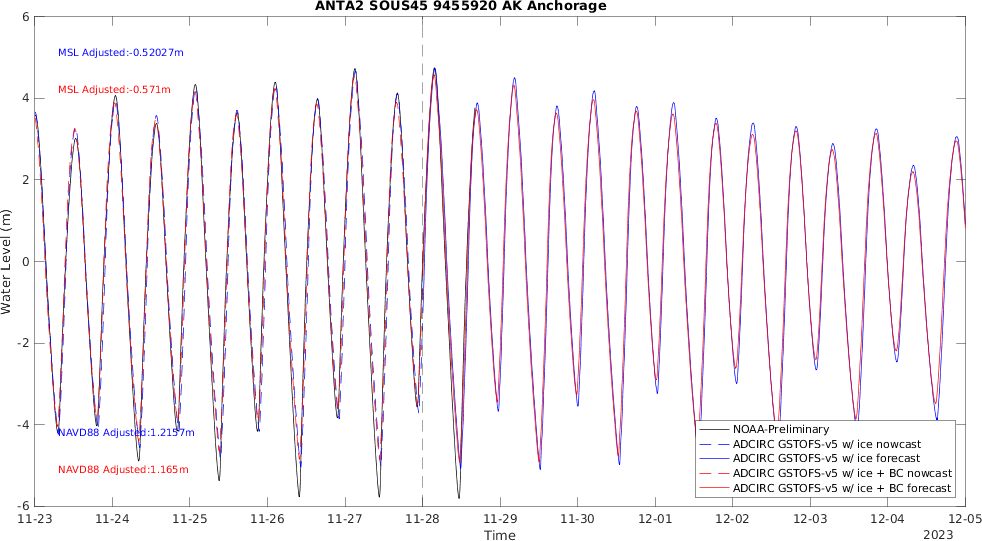 ANTA2 SOUS45 9455920 AK Anchorage
6
MSL Adjusted:-0.52027m
MSL Adjusted:-0.571m
4
2
0
-2
-4
-6
Water Level (m)
NAVD88 Adjusted:1.2157m
NAVD88 Adjusted:1.165m
NOAA-Preliminary
ADCIRC GSTOFS-v5 w/ ice nowcast
ADCIRC GSTOFS-v5 w/ ice forecast
ADCIRC GSTOFS-v5 w/ ice + BC nowcast
ADCIRC GSTOFS-v5 w/ ice + BC forecast
11-23 11-24 11-25 11-26 11-27 11-28 11-29 11-30 12-01 12-02 12-03 12-04 12-05
Time
2023